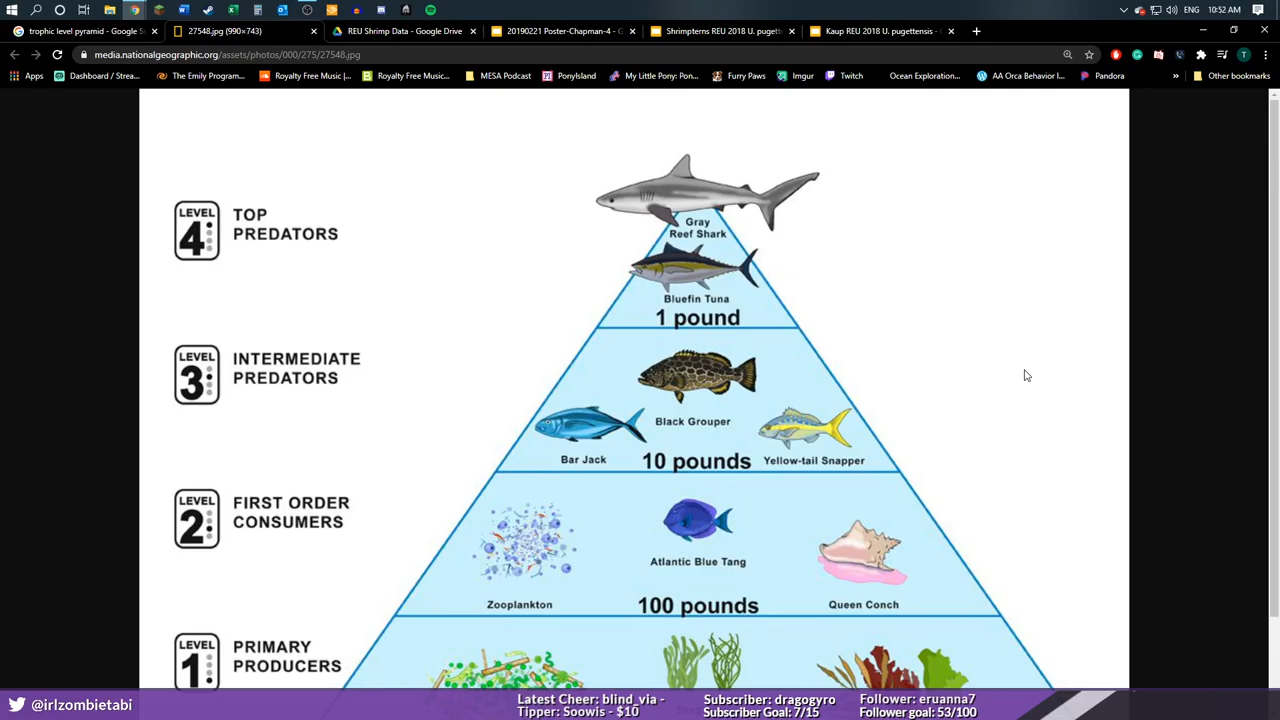 ENG 10:52 AM
trophic level pyramid - Google S
27548.jpg (990×743)
REU Shrimp Data - Google Drive
20190221 Poster-Chapman-4 - G
Shrimpterns REU 2018 U. pugett
Kaup REU 2018 U. pugettensis -
media.nationalgeographic.org/assets/photos/000/275/27548.jpg
T
Apps
Dashboard / Strea...
The Emily Program...
Royalty Free Music |...
Royalty Free Music...
MESA Podcast
PonyIsland
My Little Pony: Pon...
Furry Paws
Imgur
Twitch
Ocean Exploration...
AA Orca Behavior I...
Pandora
»
Other bookmarks
LEVEL
4
TOP
PREDATORS
Gray
Reef Shark
Bluefin Tuna
1 pound
LEVEL
3
INTERMEDIATE
PREDATORS
Black Grouper
Bar Jack
10 pounds
Yellow-tail Snapper
LEVEL
2
FIRST ORDER
CONSUMERS
Atlantic Blue Tang
Zooplankton
100 pounds
Queen Conch
LEVEL
1
PRIMARY
PRODUCERS
@irlzombietabi
Latest Cheer: blind_via -
Tipper: Soowis - $10
Subscriber: dragogyro
Subscriber Goal: 7/15
Follower: eruanna7
Follower goal: 53/100